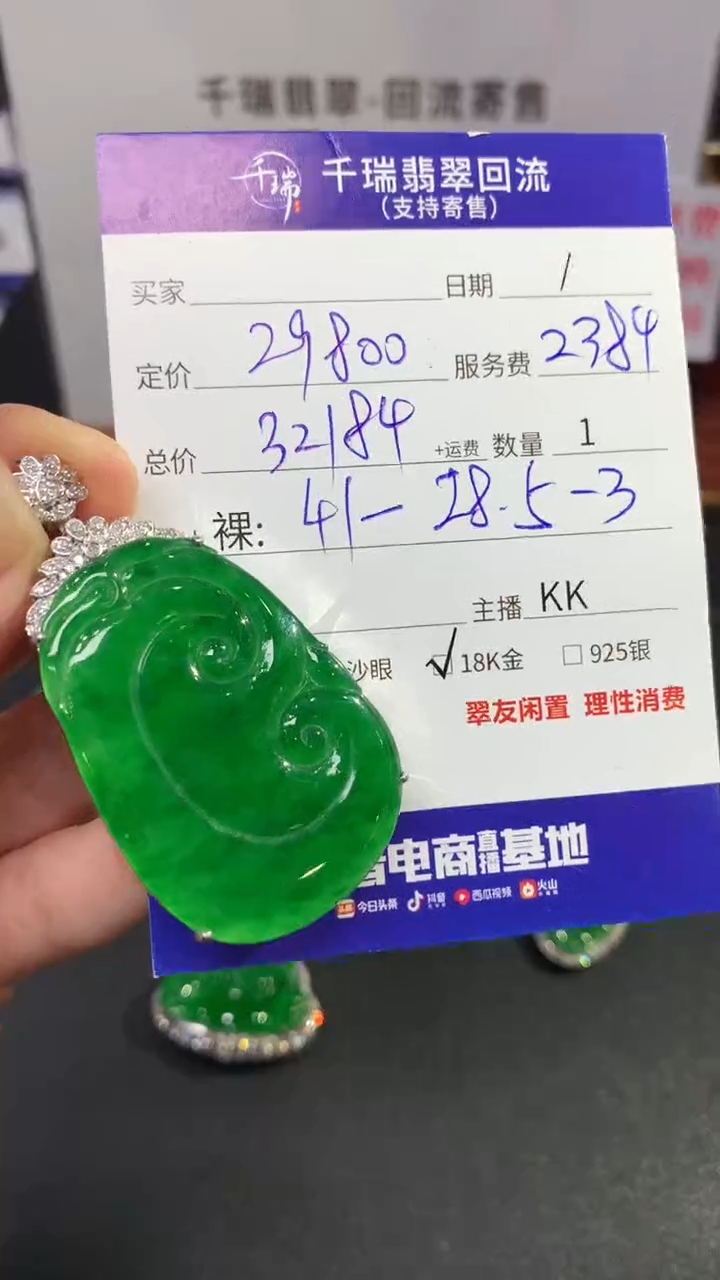 千瑞翡翠-回流寄售
千瑞 千瑞翡翠回流
(支持寄售)
买家 日期 /
定价 29800 服务费 2384
总价 32184 +运费 数量 1
裸: 41-28.5-3
主播 KK
沙眼 ✓ 18K金 □ 925银
翠友闲置 理性消费
电商直播基地
头条 今日头条 抖音 西瓜视频 火山